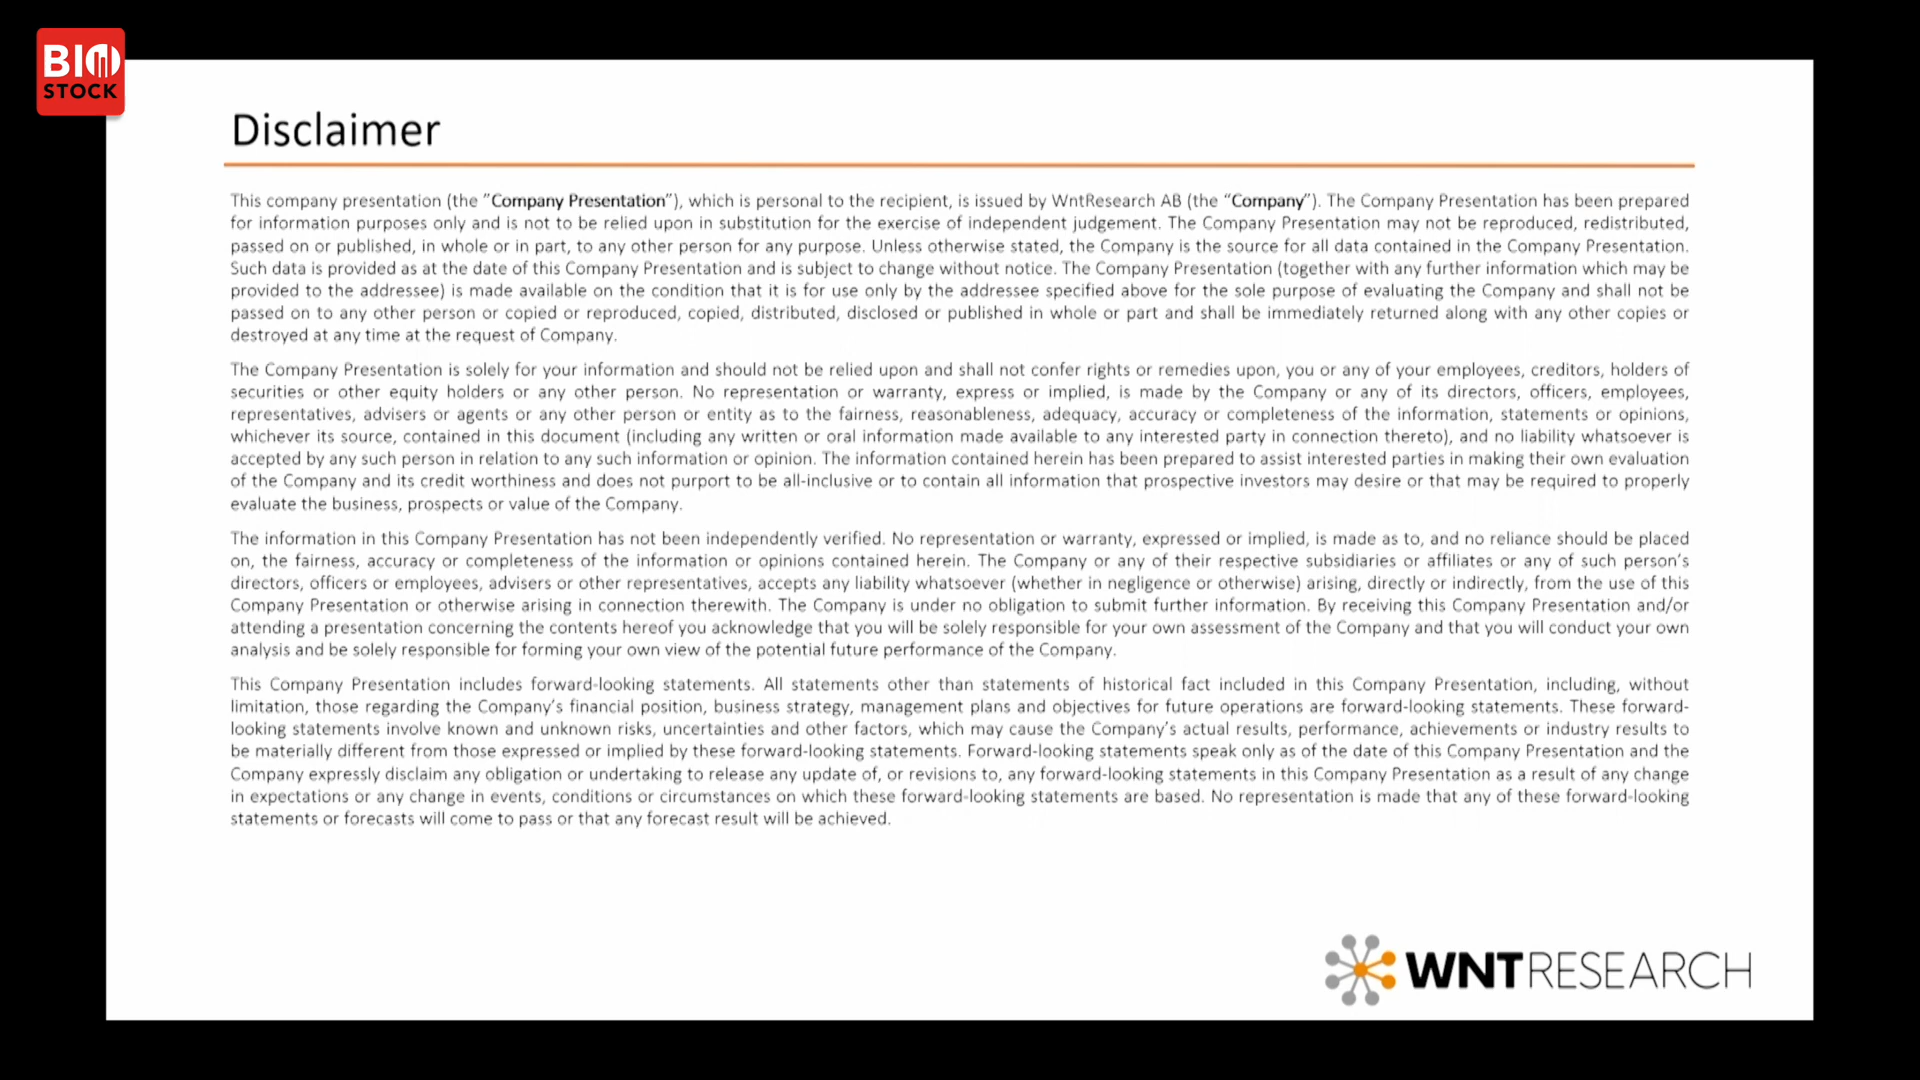 BIO
STOCK
Disclaimer
This company presentation (the ”Company Presentation”), which is personal to the recipient, is issued by WntResearch AB (the “Company”). The Company Presentation has been prepared
for information purposes only and is not to be relied upon in substitution for the exercise of independent judgement. The Company Presentation may not be reproduced, redistributed,
passed on or published, in whole or in part, to any other person for any purpose. Unless otherwise stated, the Company is the source for all data contained in the Company Presentation.
Such data is provided as at the date of this Company Presentation and is subject to change without notice. The Company Presentation (together with any further information which may be
provided to the addressee) is made available on the condition that it is for use only by the addressee specified above for the sole purpose of evaluating the Company and shall not be
passed on to any other person or copied or reproduced, copied, distributed, disclosed or published in whole or part and shall be immediately returned along with any other copies or
destroyed at any time at the request of Company.
The Company Presentation is solely for your information and should not be relied upon and shall not confer rights or remedies upon, you or any of your employees, creditors, holders of
securities or other equity holders or any other person. No representation or warranty, express or implied, is made by the Company or any of its directors, officers, employees,
representatives, advisers or agents or any other person or entity as to the fairness, reasonableness, adequacy, accuracy or completeness of the information, statements or opinions,
whichever its source, contained in this document (including any written or oral information made available to any interested party in connection thereto), and no liability whatsoever is
accepted by any such person in relation to any such information or opinion. The information contained herein has been prepared to assist interested parties in making their own evaluation
of the Company and its credit worthiness and does not purport to be all-inclusive or to contain all information that prospective investors may desire or that may be required to properly
evaluate the business, prospects or value of the Company.
The information in this Company Presentation has not been independently verified. No representation or warranty, expressed or implied, is made as to, and no reliance should be placed
on, the fairness, accuracy or completeness of the information or opinions contained herein. The Company or any of their respective subsidiaries or affiliates or any of such person’s
directors, officers or employees, advisers or other representatives, accepts any liability whatsoever (whether in negligence or otherwise) arising, directly or indirectly, from the use of this
Company Presentation or otherwise arising in connection therewith. The Company is under no obligation to submit further information. By receiving this Company Presentation and/or
attending a presentation concerning the contents hereof you acknowledge that you will be solely responsible for your own assessment of the Company and that you will conduct your own
analysis and be solely responsible for forming your own view of the potential future performance of the Company.
This Company Presentation includes forward-looking statements. All statements other than statements of historical fact included in this Company Presentation, including, without
limitation, those regarding the Company’s financial position, business strategy, management plans and objectives for future operations are forward-looking statements. These forward-
looking statements involve known and unknown risks, uncertainties and other factors, which may cause the Company’s actual results, performance, achievements or industry results to
be materially different from those expressed or implied by these forward-looking statements. Forward-looking statements speak only as of the date of this Company Presentation and the
Company expressly disclaim any obligation or undertaking to release any update of, or revisions to, any forward-looking statements in this Company Presentation as a result of any change
in expectations or any change in events, conditions or circumstances on which these forward-looking statements are based. No representation is made that any of these forward-looking
statements or forecasts will come to pass or that any forecast result will be achieved.
WNTRESEARCH